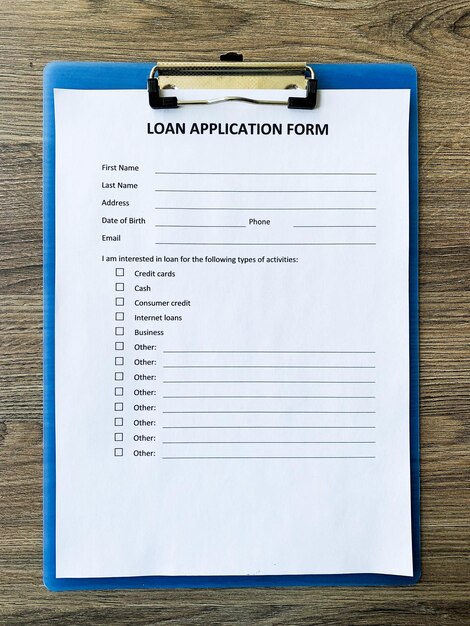 LOAN APPLICATION FORM
First Name
Last Name
Address
Date of Birth Phone
Email
I am interested in loan for the following types of activities:
Credit cards
Cash
Consumer credit
Internet loans
Business
Other:
Other:
Other:
Other:
Other:
Other:
Other:
Other: